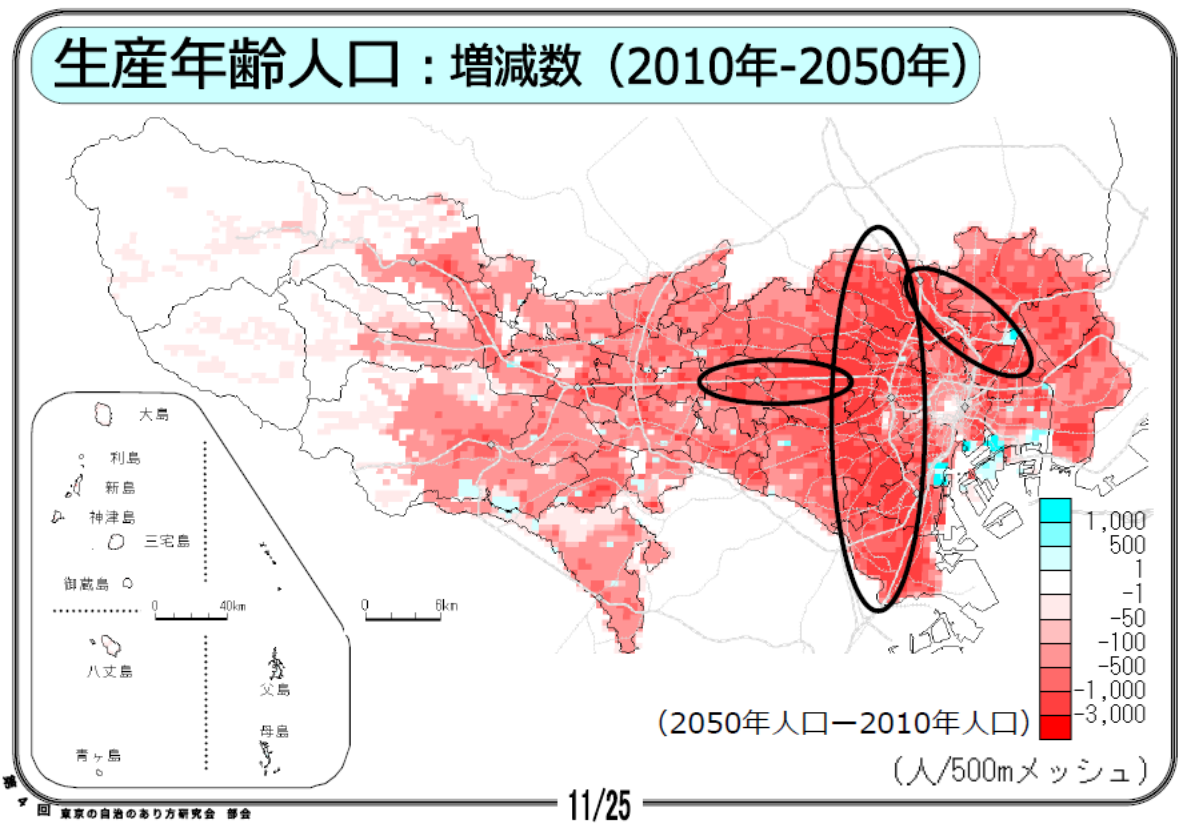 生産年齢人口：増減数（2010年-2050年）
大島
利島
新島
神津島
三宅島
御蔵島
0 40km
0 6km
八丈島
父島
母島
青ヶ島
1,000
500
1
-1
-50
-100
-500
-1,000
-3,000
（2050年人口ー2010年人口）
（人/500mメッシュ）
第4回 東京の自治のあり方研究会 部会
11/25